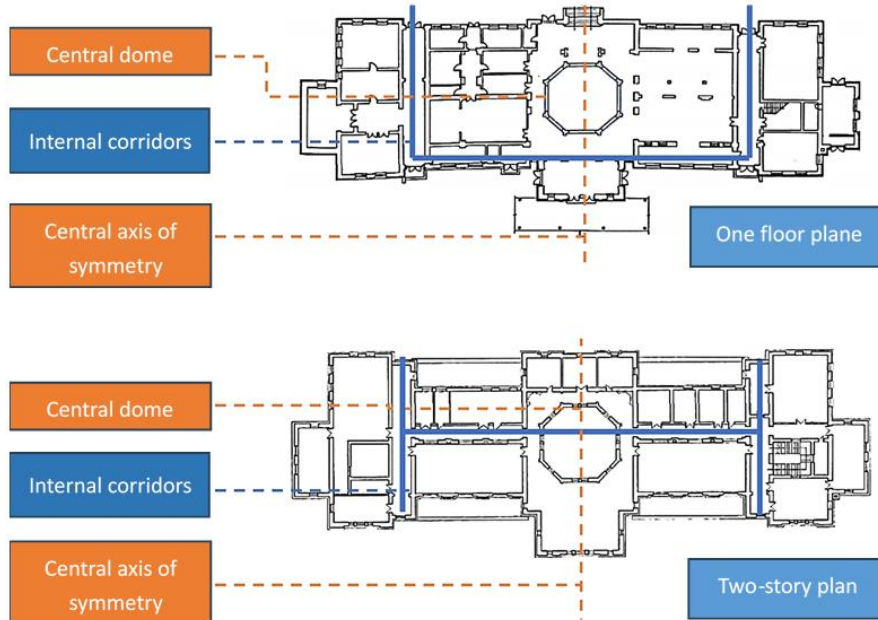 Central dome
Internal corridors
Central axis of
symmetry
One floor plane
Central dome
Internal corridors
Central axis of
symmetry
Two-story plan